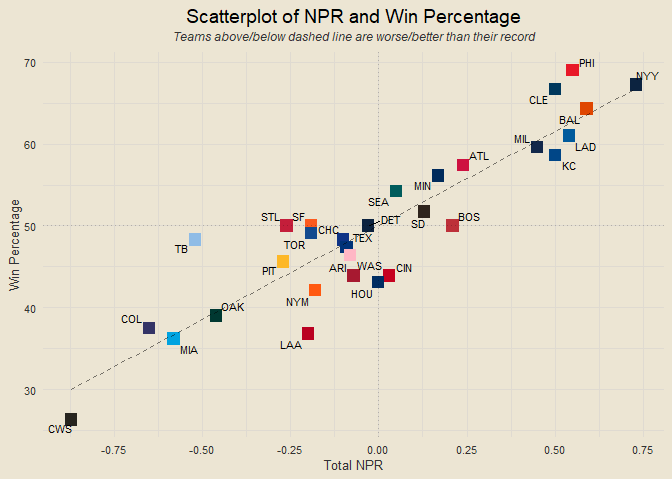 Scatterplot of NPR and Win Percentage
Teams above/below dashed line are worse/better than their record
70
PHI
NYY
CLE
BAL
60
MIL
LAD
ATL
KC
MIN
SEA
Win Percentage
50
STL
SF
DET
SD
BOS
CHC
TB
TOR
TEX
PIT
ARI
WAS
CIN
HOU
NYM
40
OAK
COL
LAA
MIA
30
CWS
-0.75
-0.50
-0.25
0.00
0.25
0.50
0.75
Total NPR